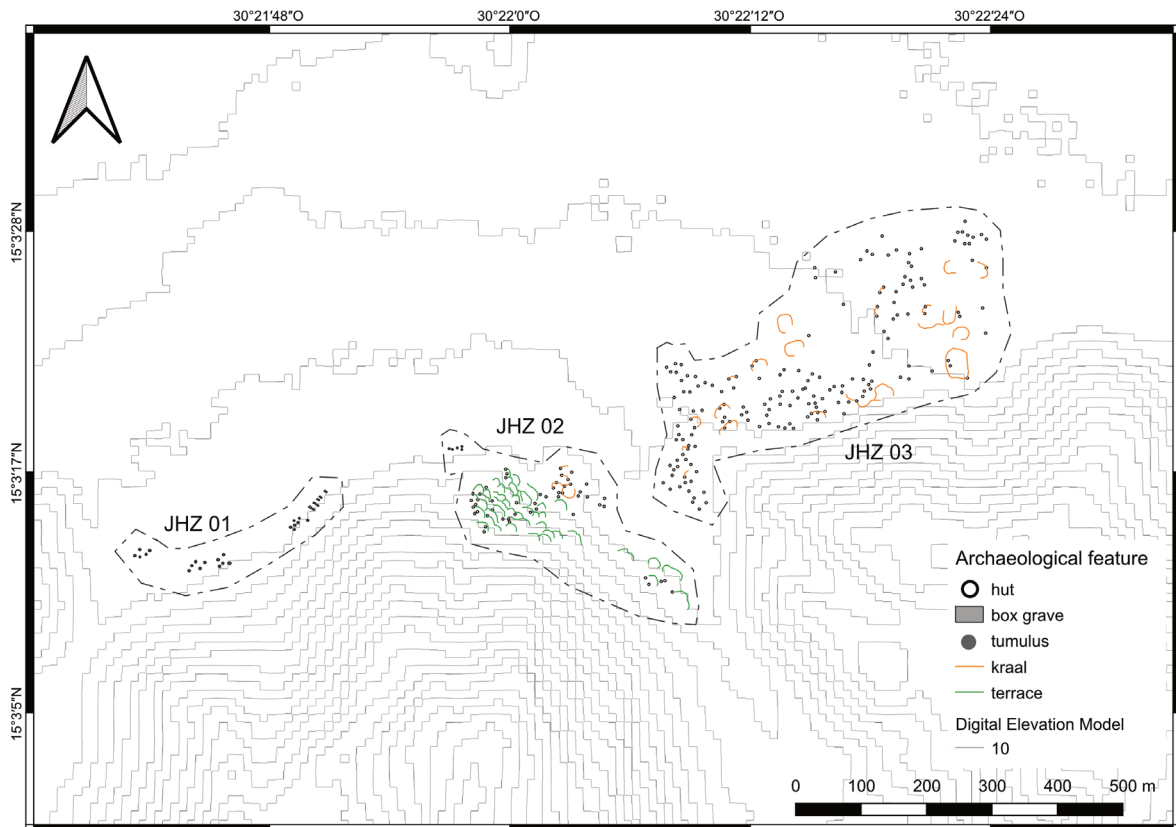 30°21'48"O 30°22'0"O 30°22'12"O 30°22'24"O
15°3'28"N
15°3'17"N
15°3'5"N
JHZ 01
JHZ 02
JHZ 03
Archaeological feature
hut
box grave
tumulus
kraal
terrace
Digital Elevation Model
10
0 100 200 300 400 500 m